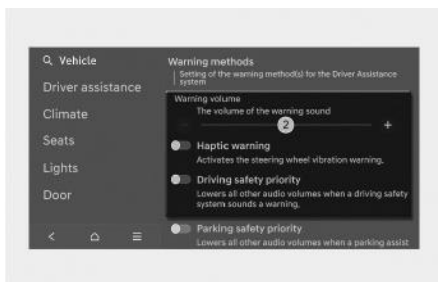 Vehicle
Driver assistance
Climate
Seats
Lights
Door
Warning methods
Setting of the warning method(s) for the Driver Assistance
system
Warning volume
The volume of the warning sound
2
+
Haptic warning
Activates the steering wheel vibration warning.
Driving safety priority
Lowers all other audio volumes when a driving safety
system sounds a warning.
Parking safety priority
Lowers all other audio volumes when a parking assist